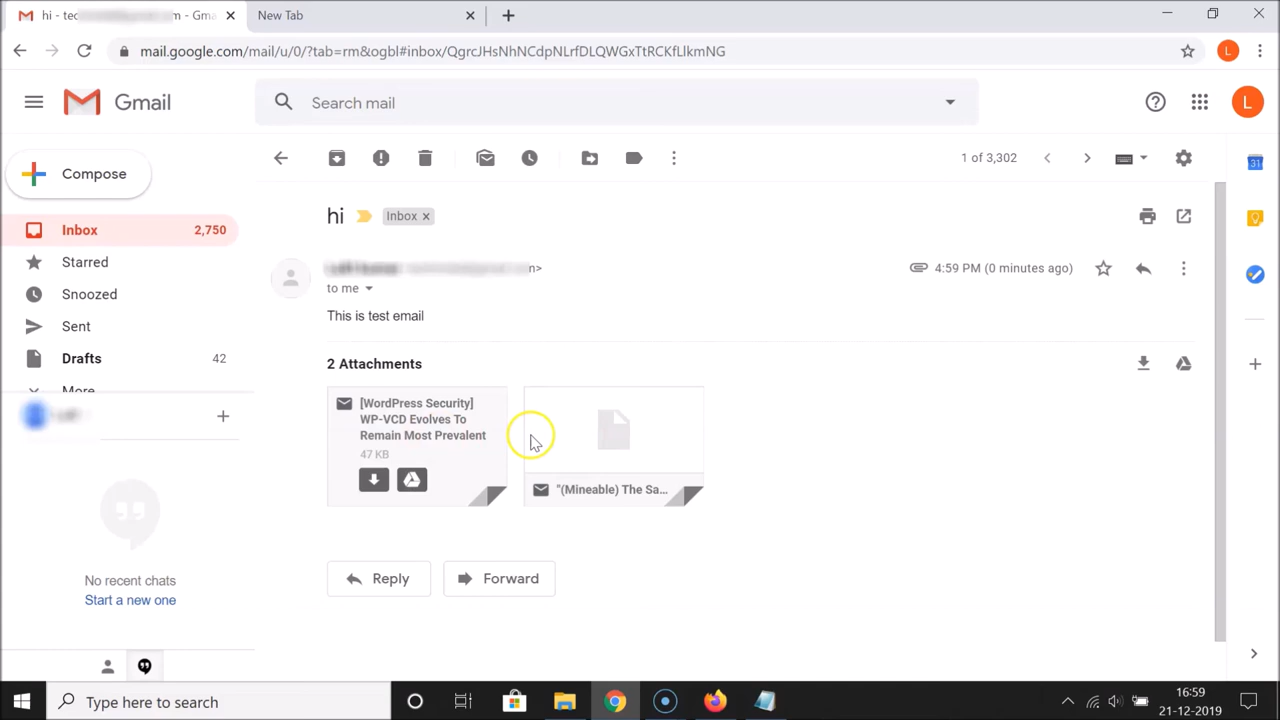 hi - tec
- Gma
New Tab
mail.google.com/mail/u/0/?tab=rm&ogbl#inbox/QgrcJHsNhNCdpNLrfDLQWGxTtRCKfLlkmNG
L
Gmail
Search mail
L
Compose
1 of 3,302
31
Inbox 2,750
hi
Inbox ×
Starred
n>
4:59 PM (0 minutes ago)
Snoozed
to me
This is test email
Sent
Drafts 42
2 Attachments
More
[WordPress Security]
WP-VCD Evolves To
Remain Most Prevalent
47 KB
"(Mineable) The Sa...
No recent chats
Start a new one
Reply
Forward
Type here to search
16:59
21-12-2019